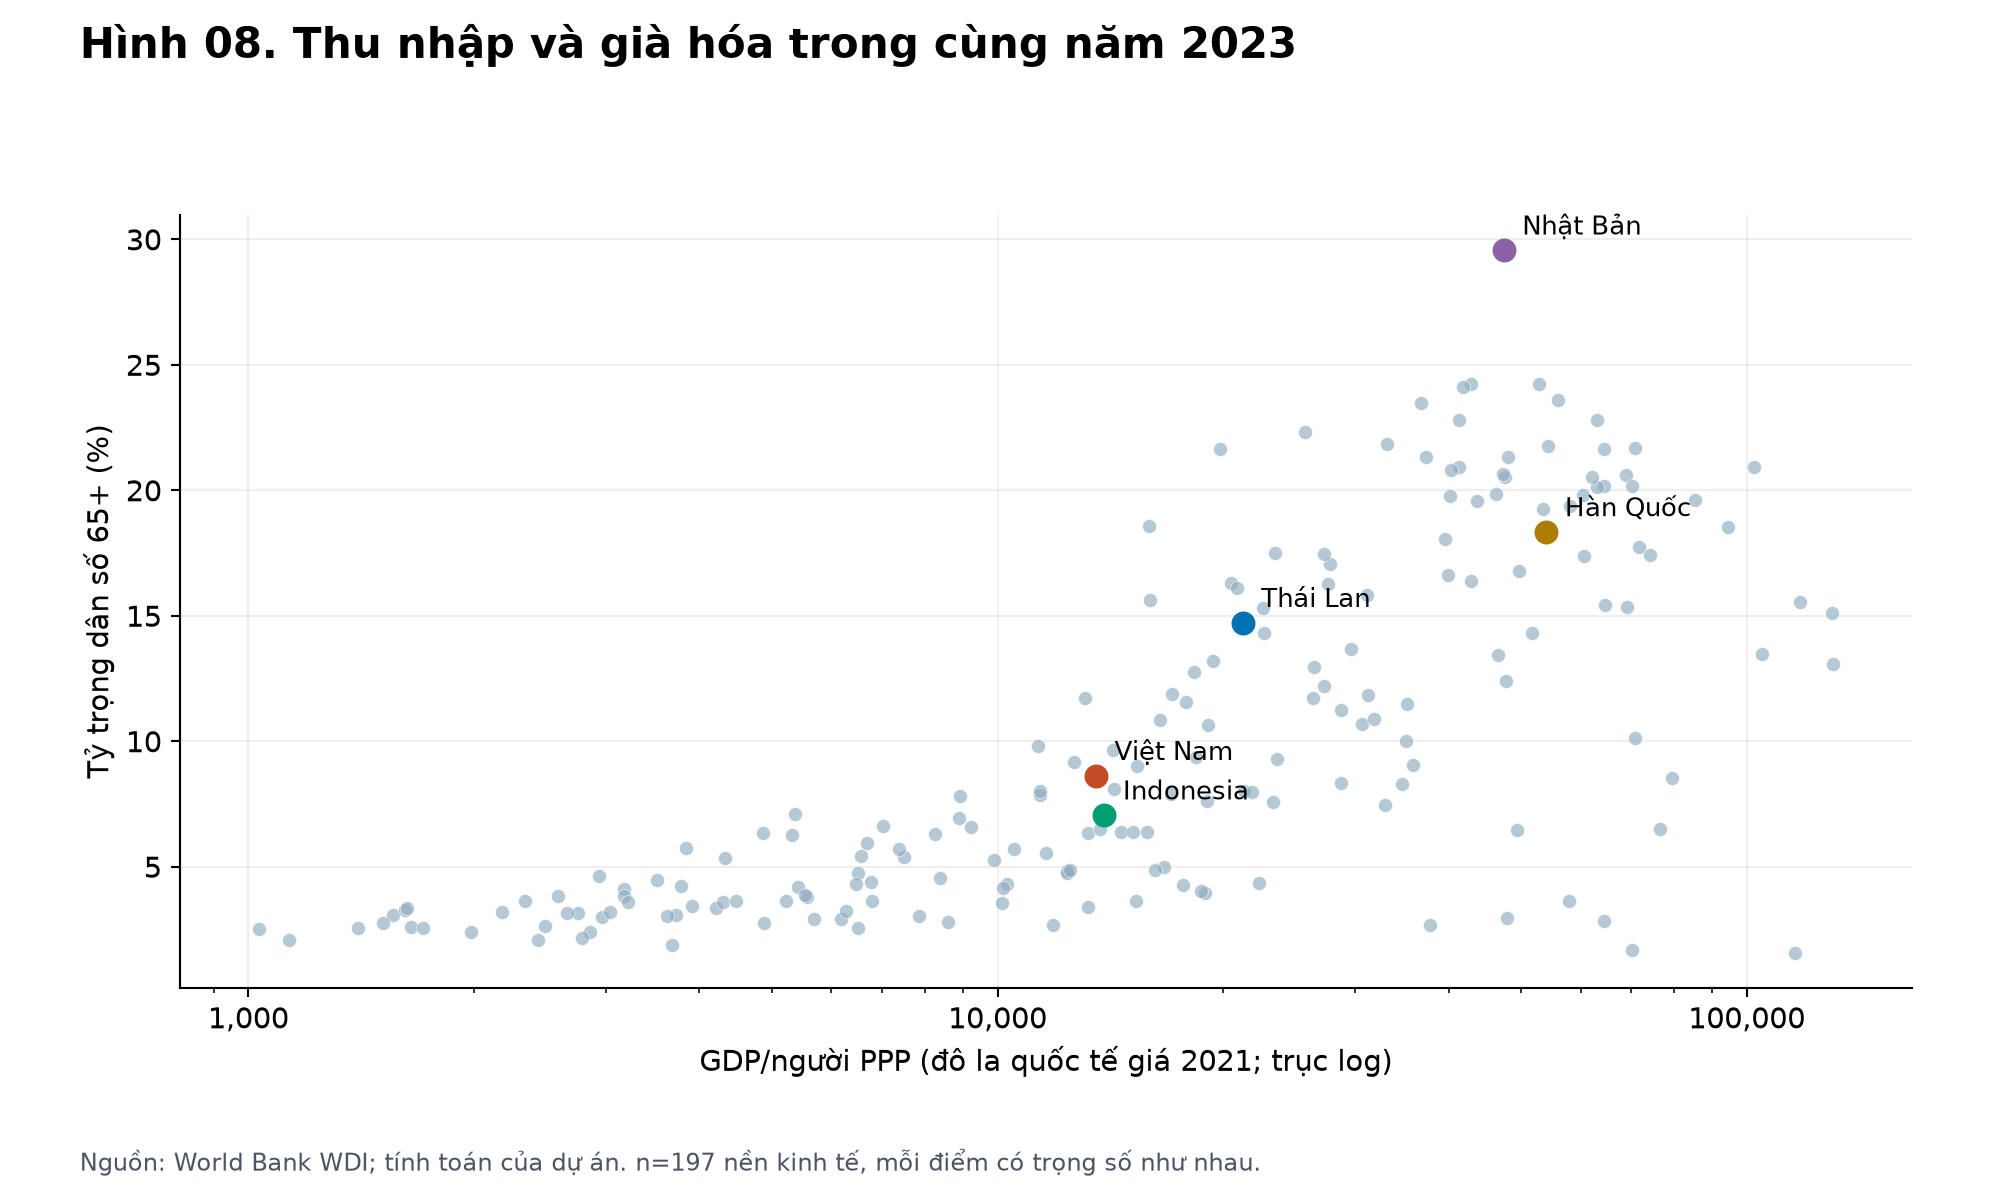 Hình 08. Thu nhập và già hóa trong cùng năm 2023
Nhật Bản
Hàn Quốc
Thái Lan
Việt Nam
Indonesia
30
25
20
15
10
5
Tỷ trọng dân số 65+ (%)
1,000
10,000
100,000
GDP/người PPP (đô la quốc tế giá 2021; trục log)
Nguồn: World Bank WDI; tính toán của dự án. n=197 nền kinh tế, mỗi điểm có trọng số như nhau.